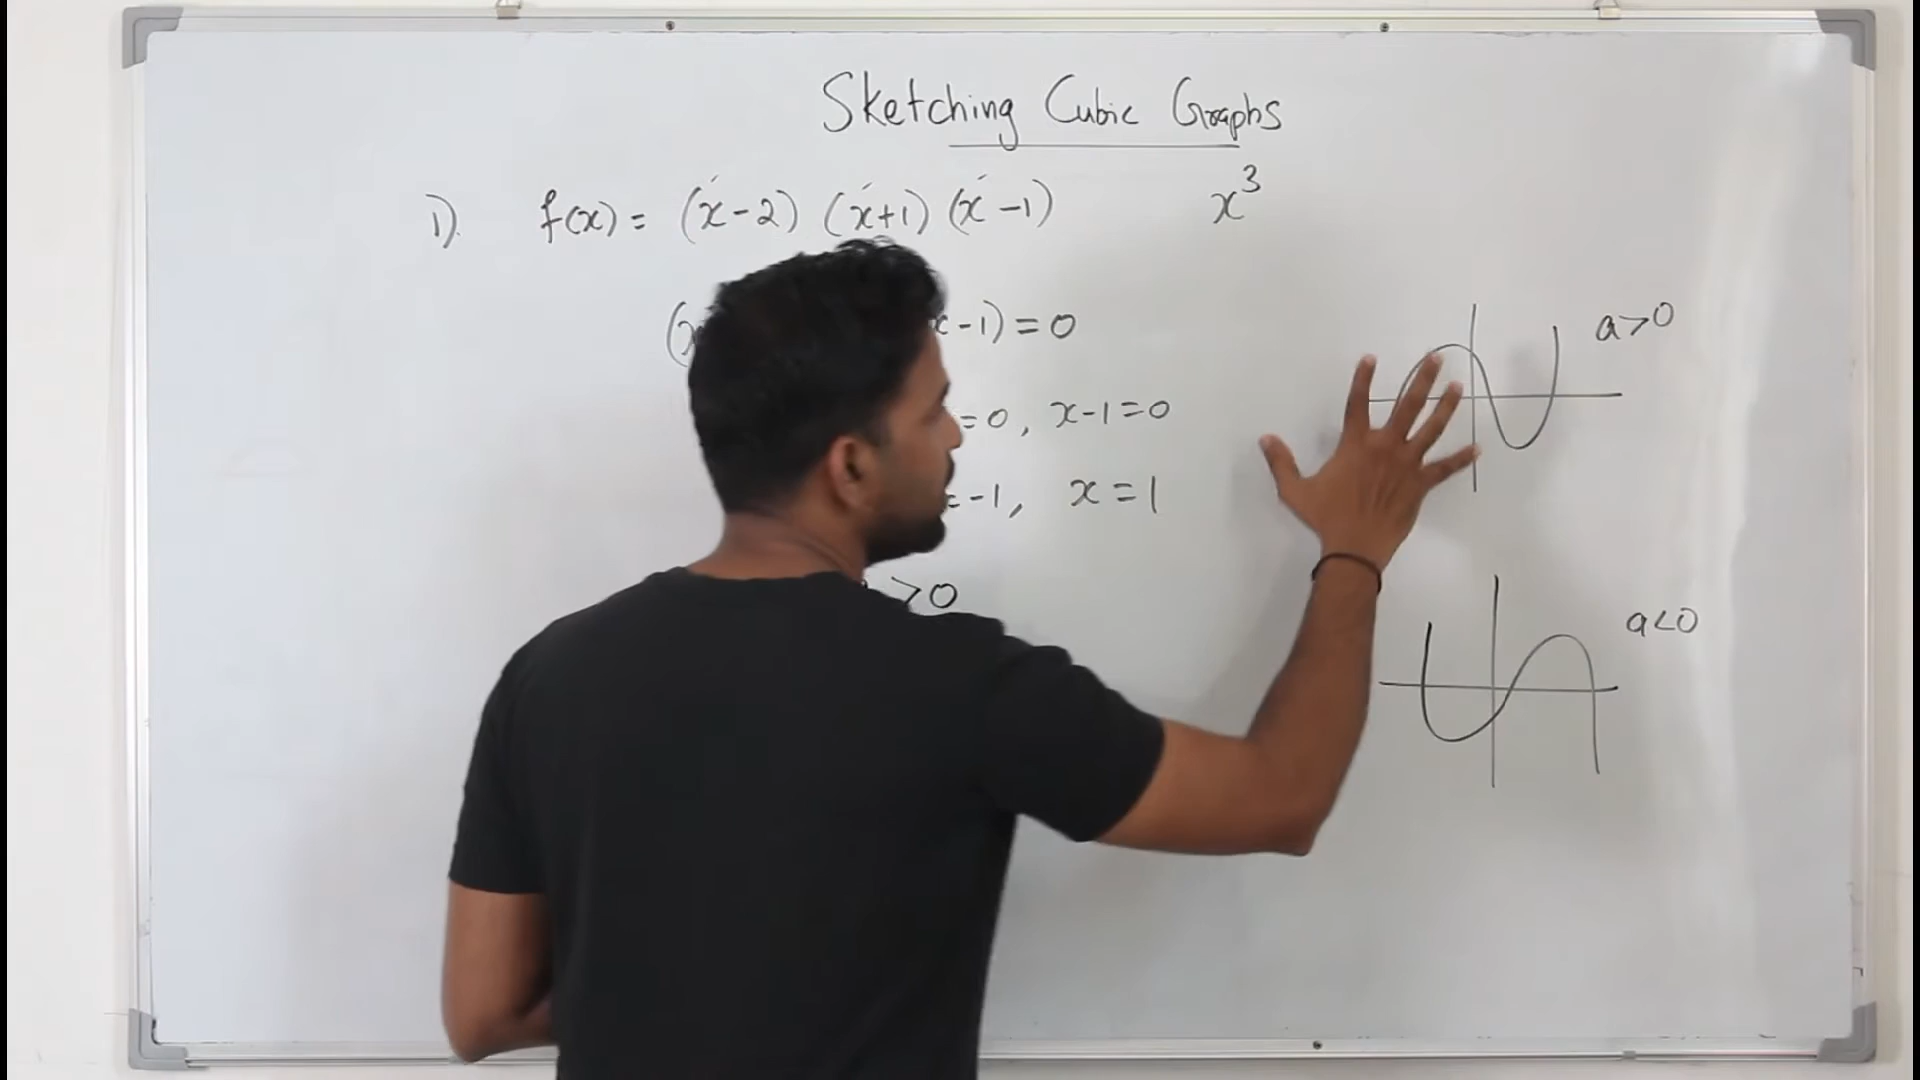 Sketching Cubic Graphs
1). f(x) = (x-2) (x+1) (x-1) x³
-1) = 0
a>0
=0, x-1=0
-1, x=1
>0
a<0